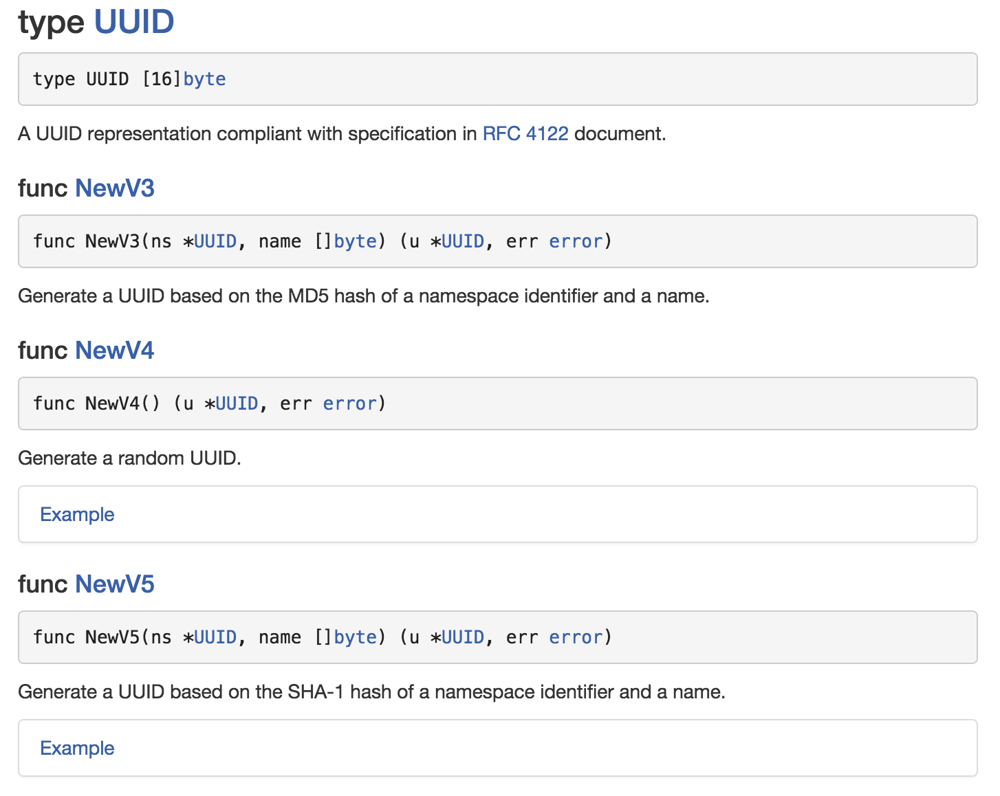 type UUID
type UUID [16]byte
A UUID representation compliant with specification in RFC 4122 document.
func NewV3
func NewV3(ns *UUID, name []byte) (u *UUID, err error)
Generate a UUID based on the MD5 hash of a namespace identifier and a name.
func NewV4
func NewV4() (u *UUID, err error)
Generate a random UUID.
Example
func NewV5
func NewV5(ns *UUID, name []byte) (u *UUID, err error)
Generate a UUID based on the SHA-1 hash of a namespace identifier and a name.
Example